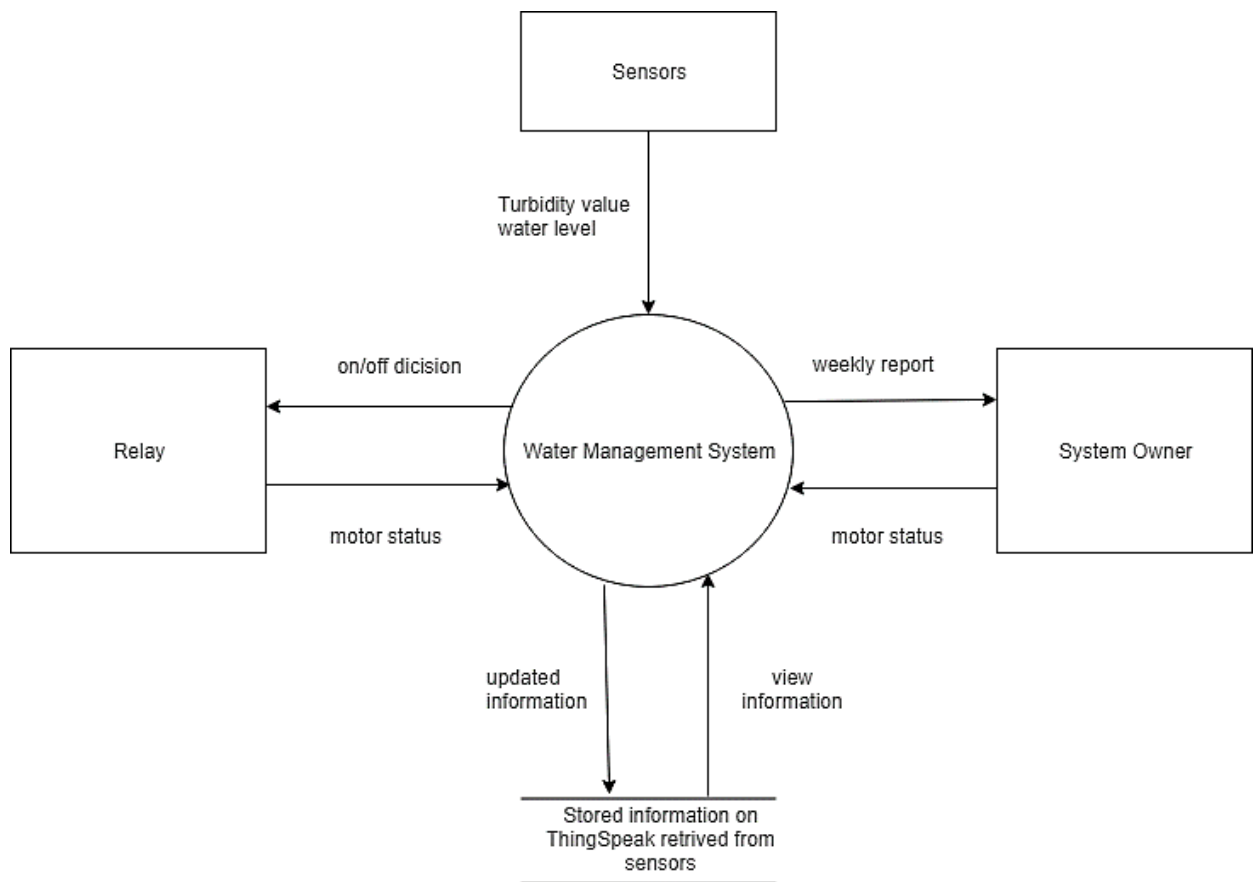 Sensors
Turbidity value
water level
on/off dicision
weekly report
Relay
Water Management System
System Owner
motor status
motor status
updated
information
view
information
Stored information on
ThingSpeak retrived from
sensors